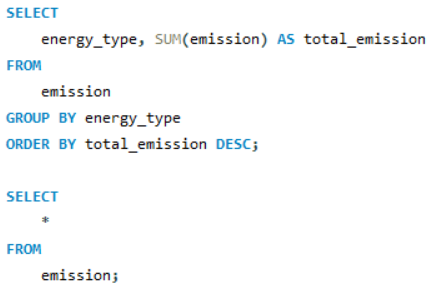 SELECT
energy_type, SUM(emission) AS total_emission
FROM
emission
GROUP BY energy_type
ORDER BY total_emission DESC;
SELECT
*
FROM
emission;